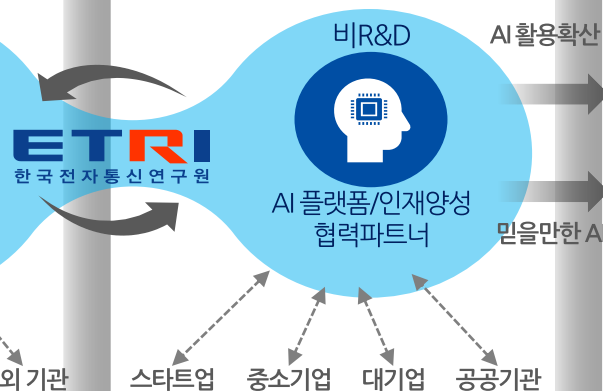 비R&D
AI 활용확산
ETRI
한국전자통신연구원
AI 플랫폼/인재양성
협력파트너
믿을만한 AI
외 기관
스타트업
중소기업
대기업
공공기관